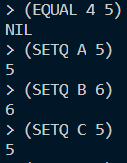 > (EQUAL 4 5)
NIL
> (SETQ A 5)
5
> (SETQ B 6)
6
> (SETQ C 5)
5